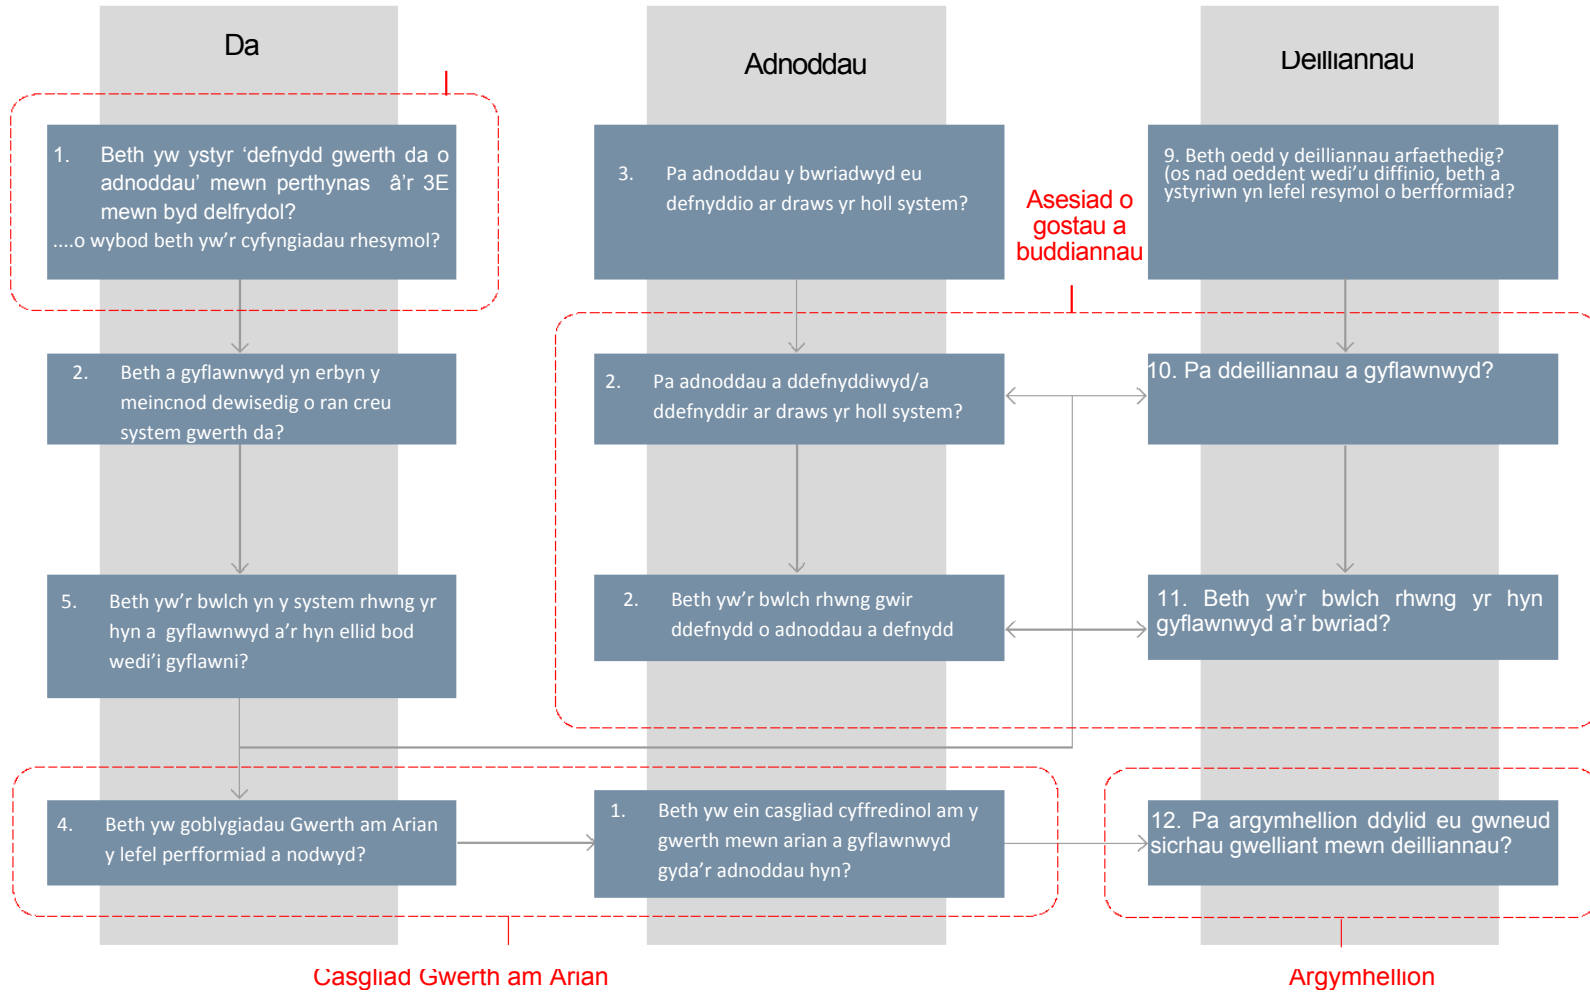 Da
Adnoddau
Deilliannau
1. Beth yw ystyr ‘defnydd gwerth da o
adnoddau’ mewn perthynas â’r 3E
mewn byd delfrydol?
....o wybod beth yw’r cyfyngiadau rhesymol?
3. Pa adnoddau y bwriadwyd eu
defnyddio ar draws yr holl system?
Asesiad o
gostau a
buddiannau
9. Beth oedd y deilliannau arfaethedig?
(os nad oeddent wedi’u diffinio, beth a
ystyriwn yn lefel resymol o berfformiad?
2. Beth a gyflawnwyd yn erbyn y
meincnod dewisedig o ran creu
system gwerth da?
2. Pa adnoddau a ddefnyddiwyd/a
ddefnyddir ar draws yr holl system?
10. Pa ddeilliannau a gyflawnwyd?
5. Beth yw’r bwlch yn y system rhwng yr
hyn a gyflawnwyd a’r hyn ellid bod
wedi’i gyflawni?
2. Beth yw’r bwlch rhwng gwir
ddefnydd o adnoddau a defnydd
11. Beth yw’r bwlch rhwng yr hyn
gyflawnwyd a’r bwriad?
4. Beth yw goblygiadau Gwerth am Arian
y lefel perfformiad a nodwyd?
1. Beth yw ein casgliad cyffredinol am y
gwerth mewn arian a gyflawnwyd
gyda’r adnoddau hyn?
12. Pa argymhellion ddylid eu gwneud
sicrhau gwelliant mewn deilliannau?
Casgliad Gwerth am Arian
Argymhellion